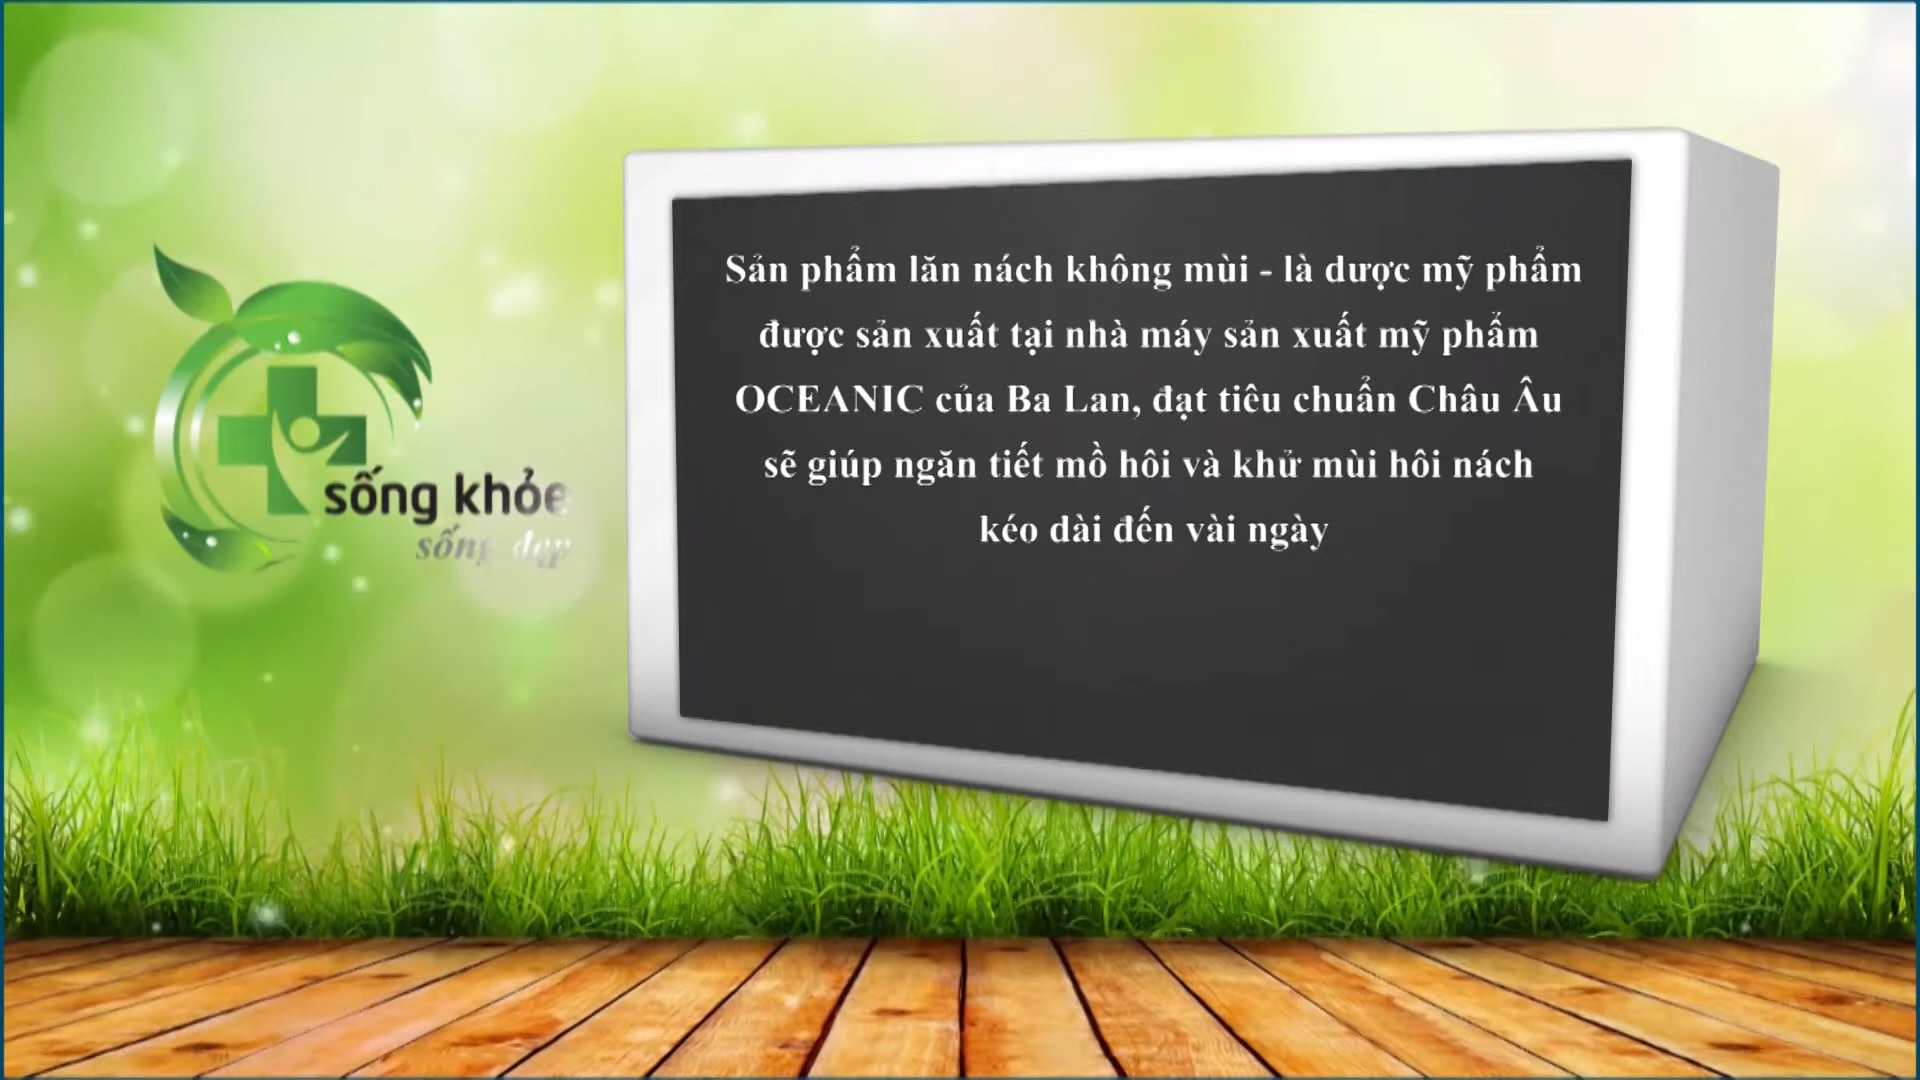 sống khỏe
sống đẹp
Sản phẩm lăn nách không mùi - là dược mỹ phẩm
được sản xuất tại nhà máy sản xuất mỹ phẩm
OCEANIC của Ba Lan, đạt tiêu chuẩn Châu Âu
sẽ giúp ngăn tiết mồ hôi và khử mùi hôi nách
kéo dài đến vài ngày